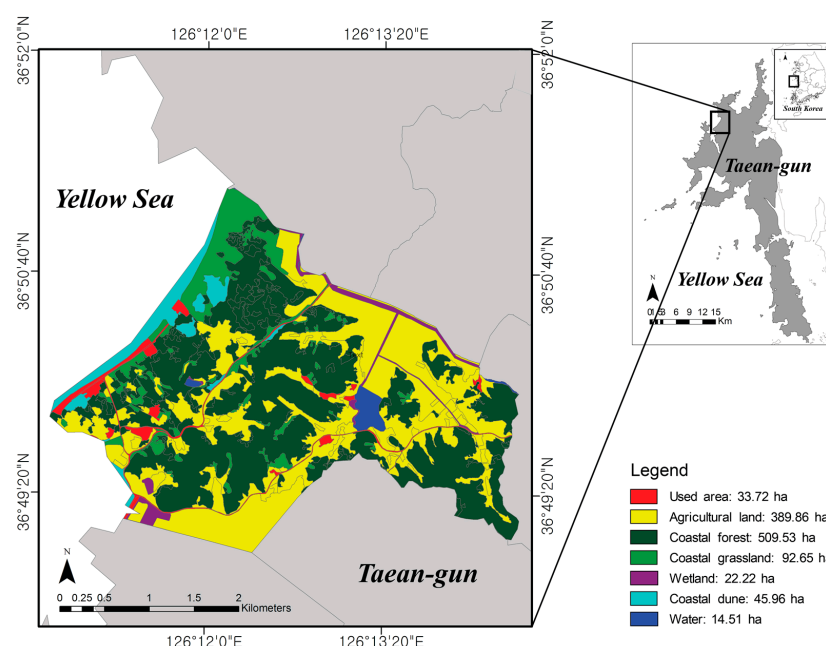 126°12'0"E
126°13'20"E
36°52'0"N
36°52'0"N
Yellow Sea
36°50'40"N
36°50'40"N
36°49'20"N
36°49'20"N
Taean-gun
N
0 0.25 0.5 1 1.5 2
Kilometers
126°12'0"E
126°13'20"E
South Korea
Taean-gun
Yellow Sea
N
6 9 12 15
Km
Legend
Used area: 33.72 ha
Agricultural land: 389.86 ha
Coastal forest: 509.53 ha
Coastal grassland: 92.65 ha
Wetland: 22.22 ha
Coastal dune: 45.96 ha
Water: 14.51 ha